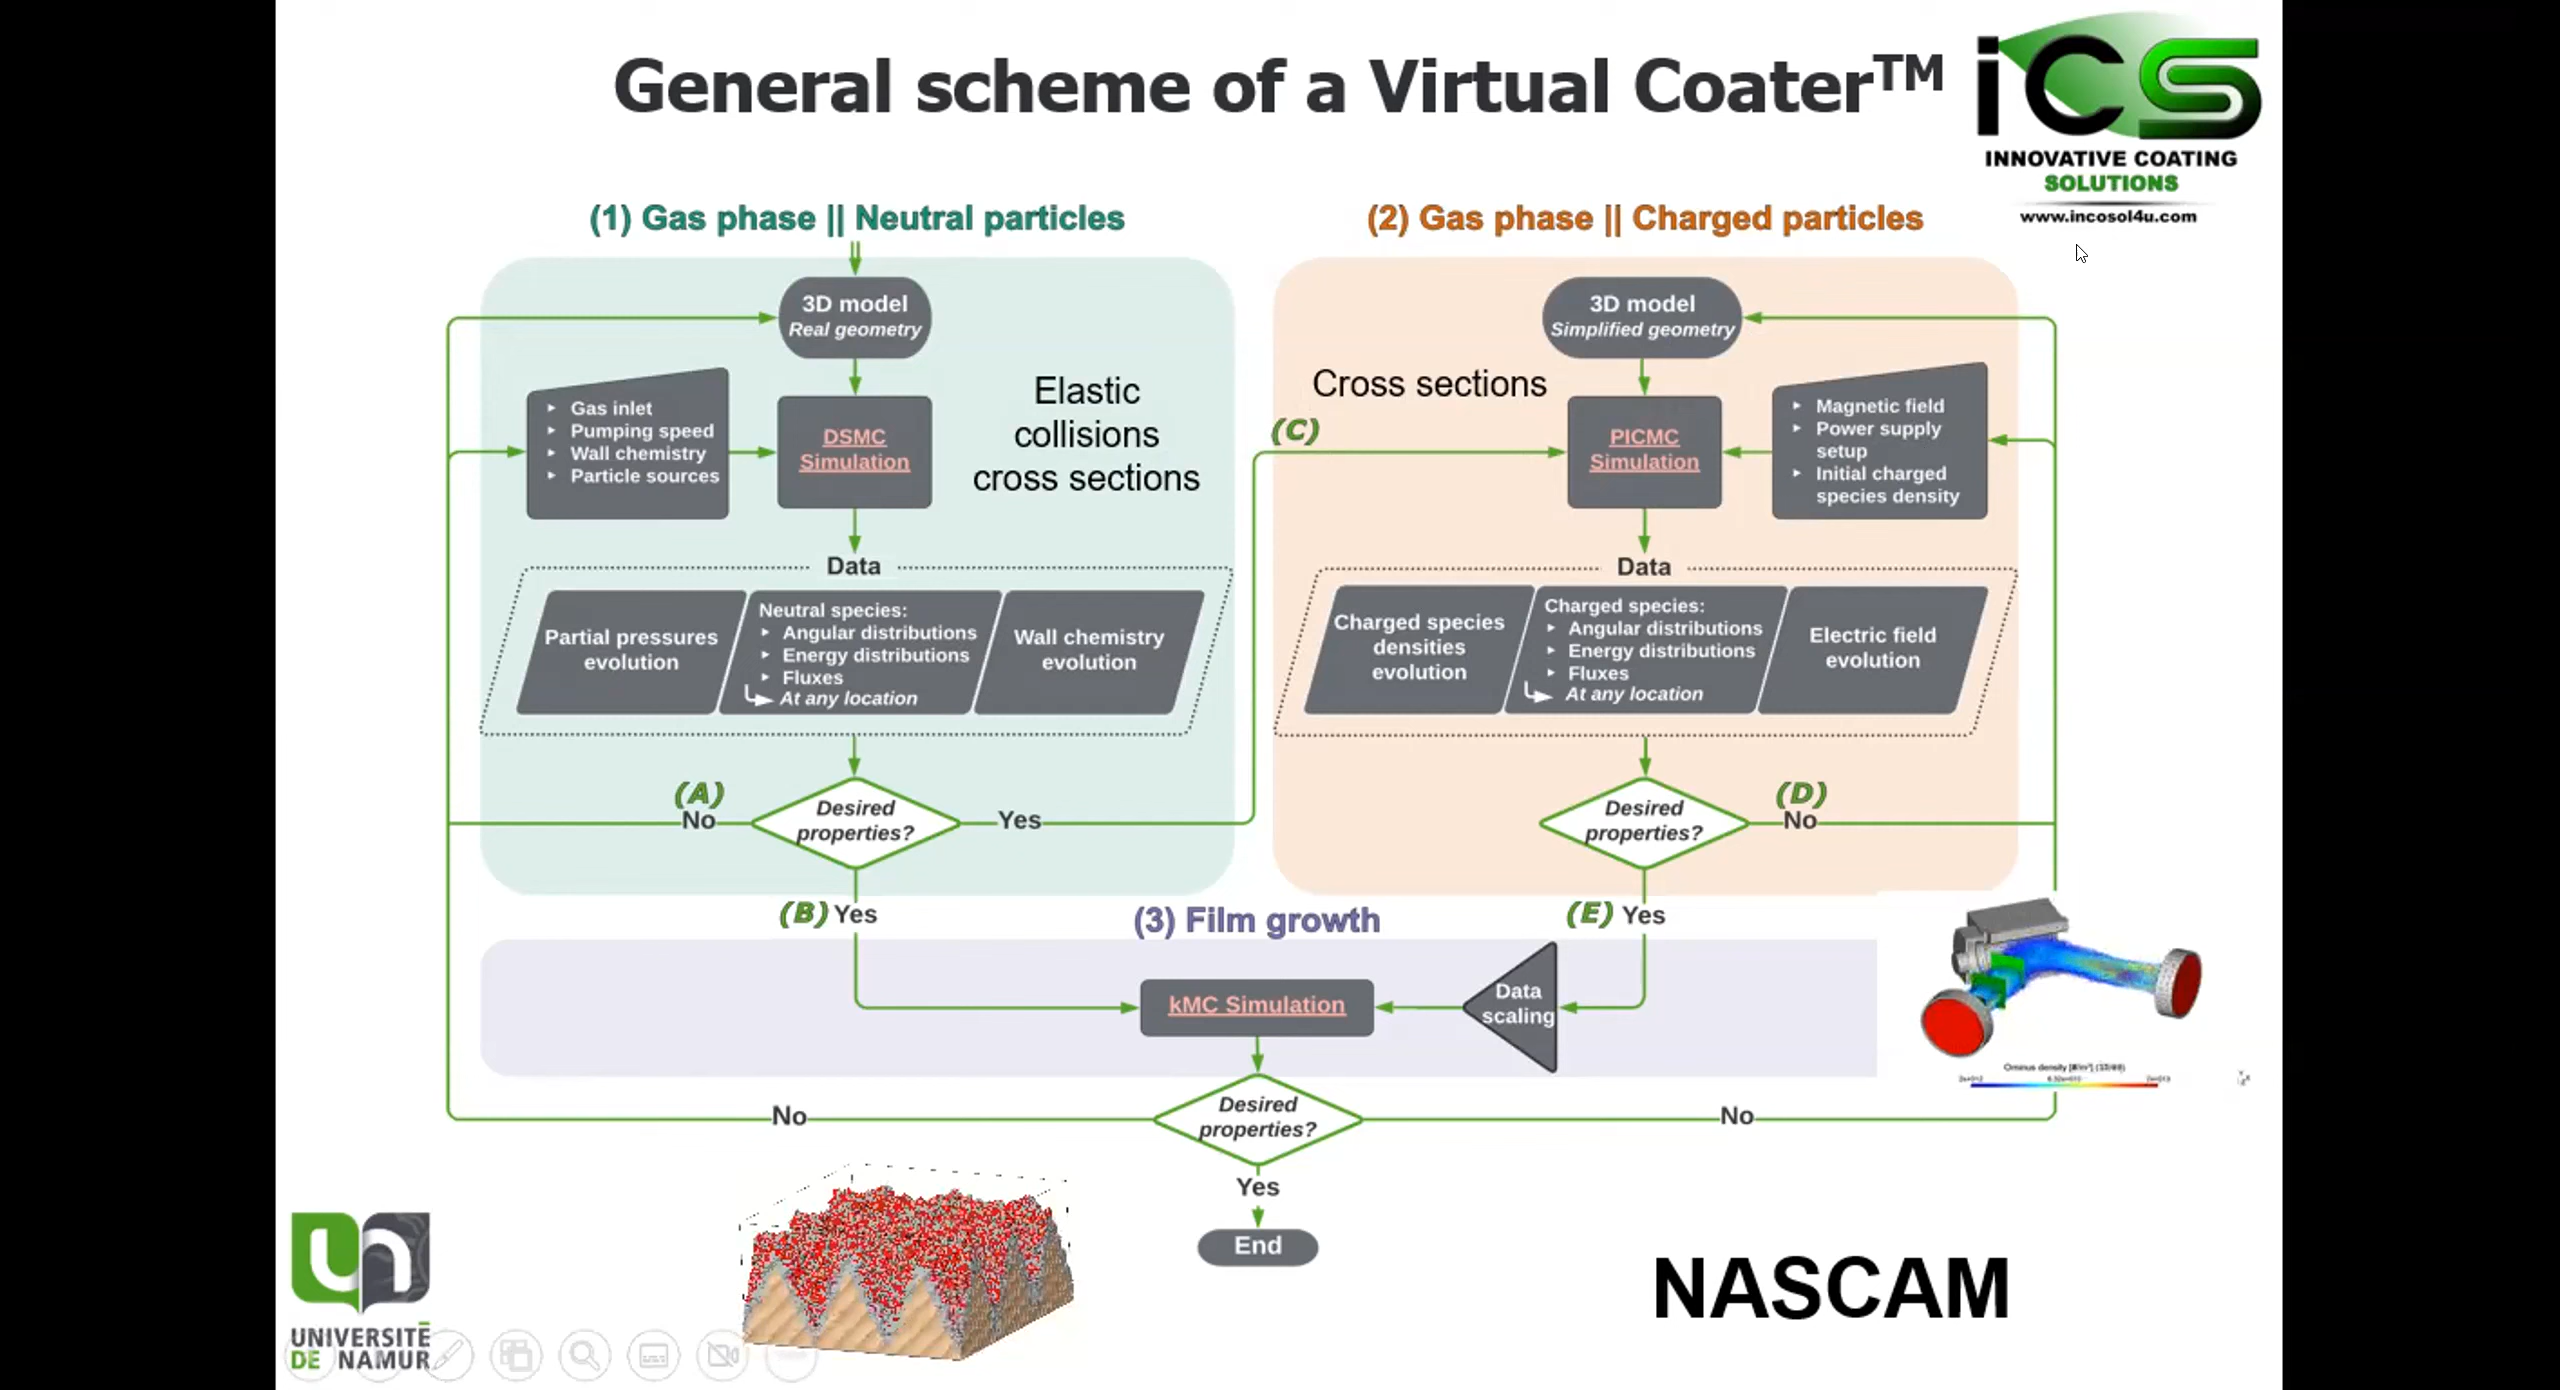 General scheme of a Virtual Coater™
iCS
INNOVATIVE COATING
SOLUTIONS
www.incosol4u.com
(1) Gas phase || Neutral particles
(2) Gas phase || Charged particles
3D model
Real geometry
Gas inlet
Pumping speed
Wall chemistry
Particle sources
DSMC
Simulation
Elastic
collisions
cross sections
Data
Partial pressures
evolution
Neutral species:
Angular distributions
Energy distributions
Fluxes
At any location
Wall chemistry
evolution
(A)
No
Desired
properties?
Yes
(B) Yes
3D model
Simplified geometry
Cross sections
(C)
PICMC
Simulation
Magnetic field
Power supply
setup
Initial charged
species density
Data
Charged species
densities
evolution
Charged species:
Angular distributions
Energy distributions
Fluxes
At any location
Electric field
evolution
Desired
properties?
(D)
No
(E) Yes
(3) Film growth
kMC Simulation
Data
scaling
No
Desired
properties?
No
Yes
End
NASCAM
UNIVERSITÉ
DE NAMUR